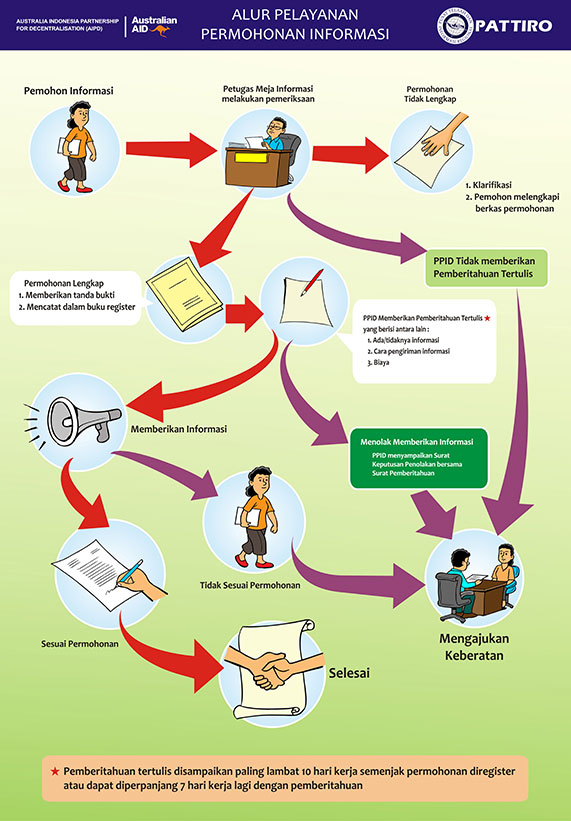 AUSTRALIA INDONESIA PARTNERSHIP
FOR DECENTRALISATION (AIPD)
Australian
AID
ALUR PELAYANAN
PERMOHONAN INFORMASI
PATTIRO
Pemohon Informasi
Petugas Meja Informasi
melakukan pemeriksaan
Permohonan
Tidak Lengkap
1. Klarifikasi
2. Pemohon melengkapi
berkas permohonan
PPID Tidak memberikan
Pemberitahuan Tertulis
Permohonan Lengkap
1. Memberikan tanda bukti
2. Mencatat dalam buku register
PPID Memberikan Pemberitahuan Tertulis ★
yang berisi antara lain :
1. Ada/tidaknya informasi
2. Cara pengiriman informasi
3. Biaya
Memberikan Informasi
Menolak Memberikan Informasi
PPID menyampaikan Surat
Keputusan Penolakan bersama
Surat Pemberitahuan
Tidak Sesuai Permohonan
Sesuai Permohonan
Mengajukan
Keberatan
Selesai
★ Pemberitahuan tertulis disampaikan paling lambat 10 hari kerja semenjak permohonan diregister
atau dapat diperpanjang 7 hari kerja lagi dengan pemberitahuan